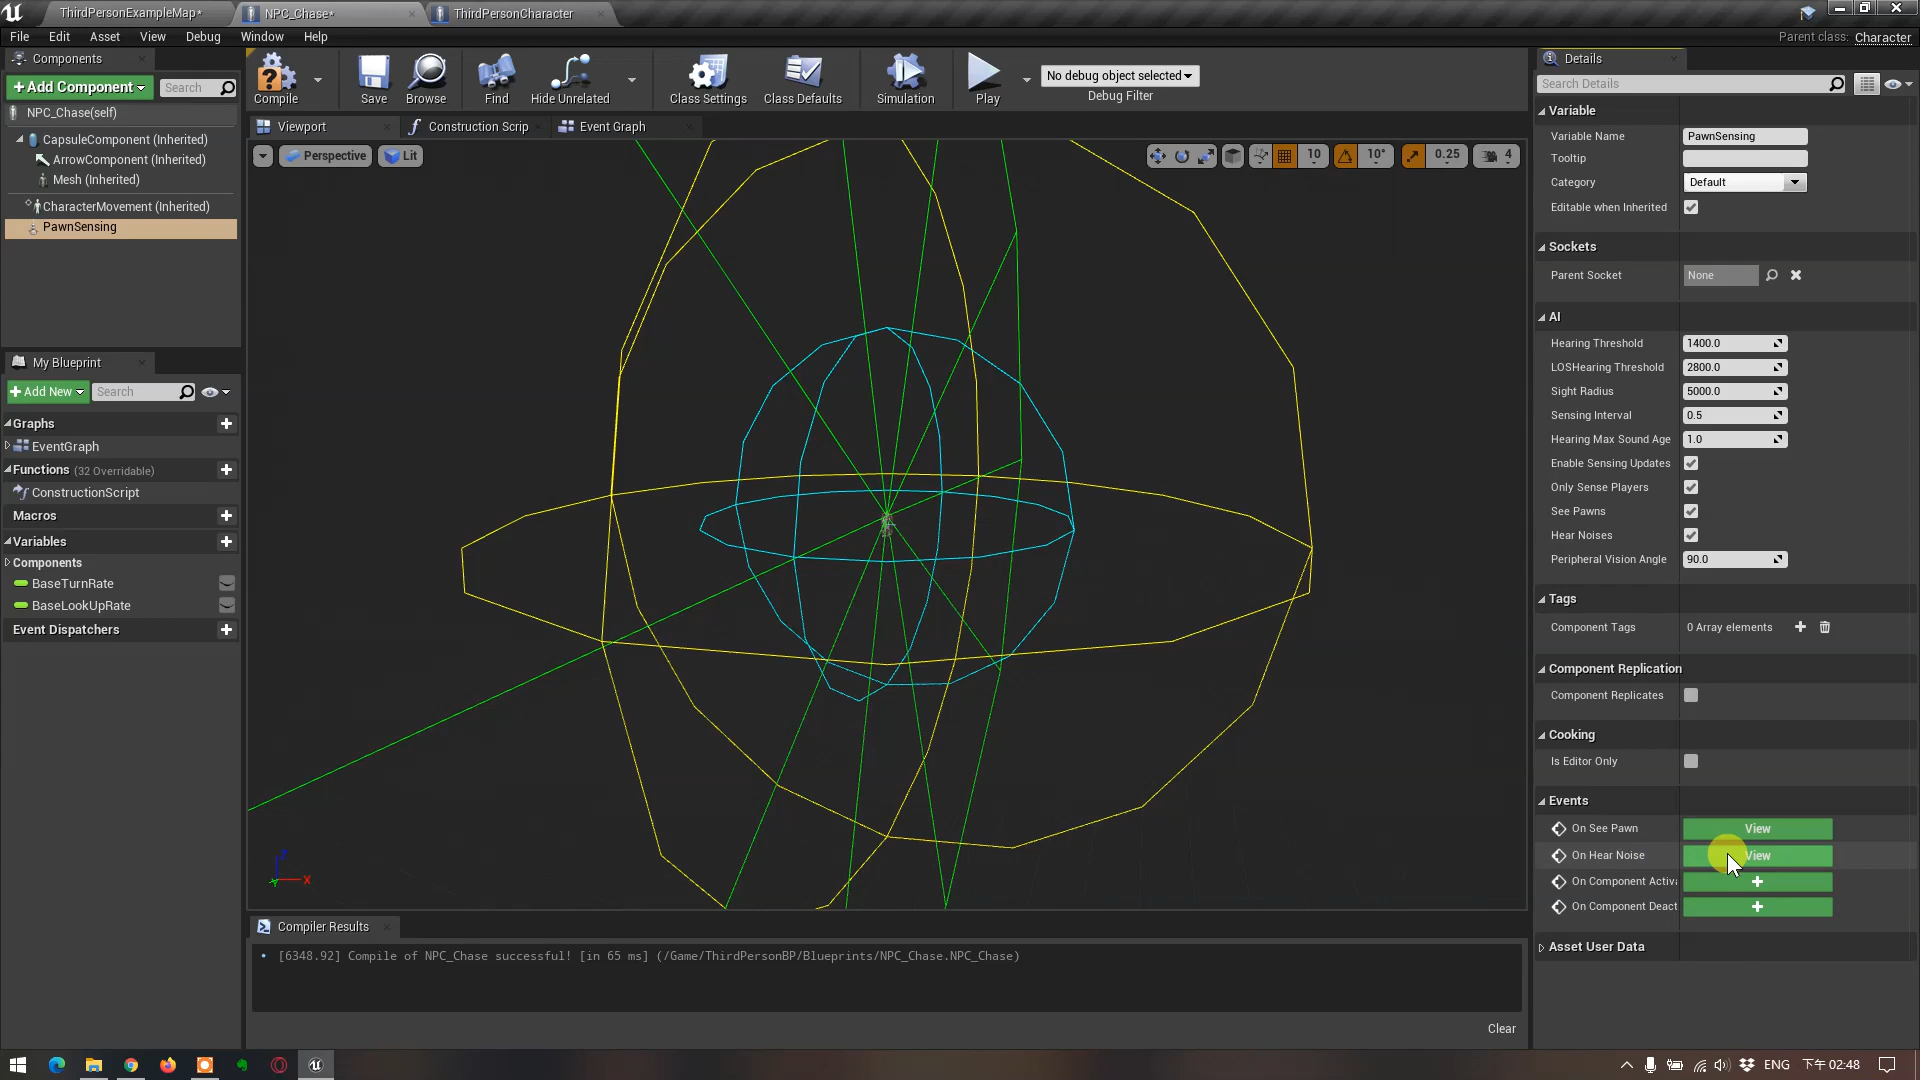 ThirdPersonExampleMap*
NPC_Chase*
ThirdPersonCharacter
File Edit Asset View Debug Window Help
Parent class: Character
Components
+Add Component
Search
NPC_Chase(self)
CapsuleComponent (Inherited)
ArrowComponent (Inherited)
Mesh (Inherited)
CharacterMovement (Inherited)
PawnSensing
My Blueprint
+Add New
Search
Graphs
EventGraph
Functions (32 Overridable)
ConstructionScript
Macros
Variables
Components
BaseTurnRate
BaseLookUpRate
Event Dispatchers
Compile
Save
Browse
Find
Hide Unrelated
Class Settings
Class Defaults
Simulation
Play
No debug object selected
Debug Filter
Viewport
Construction Scrip
Event Graph
Perspective
Lit
10
10°
0.25
4
X
Compiler Results
• [6348.92] Compile of NPC_Chase successful! [in 65 ms] (/Game/ThirdPersonBP/Blueprints/NPC_Chase.NPC_Chase)
Clear
Details
Search Details
Variable
Variable Name PawnSensing
Tooltip
Category Default
Editable when Inherited
Sockets
Parent Socket None
AI
Hearing Threshold 1400.0
LOSHearing Threshold 2800.0
Sight Radius 5000.0
Sensing Interval 0.5
Hearing Max Sound Age 1.0
Enable Sensing Updates
Only Sense Players
See Pawns
Hear Noises
Peripheral Vision Angle 90.0
Tags
Component Tags 0 Array elements
Component Replication
Component Replicates
Cooking
Is Editor Only
Events
On See Pawn View
On Hear Noise View
On Component Activ
On Component Deact
Asset User Data
ENG
下午 02:48